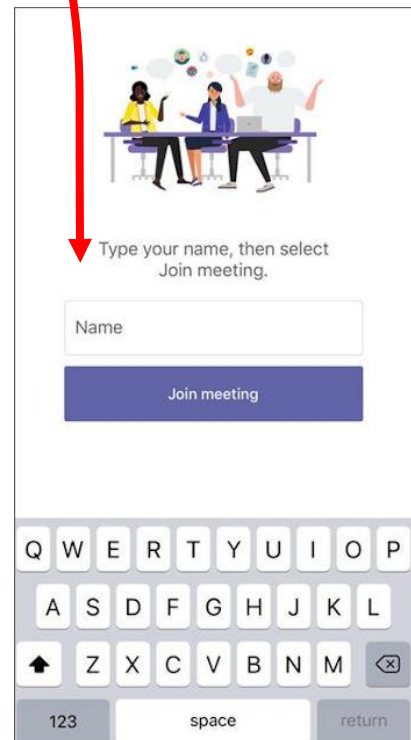 Type your name, then select
Join meeting.
Name
Join meeting
Q W E R T Y U I O P
A S D F G H J K L
Z X C V B N M
123 space return